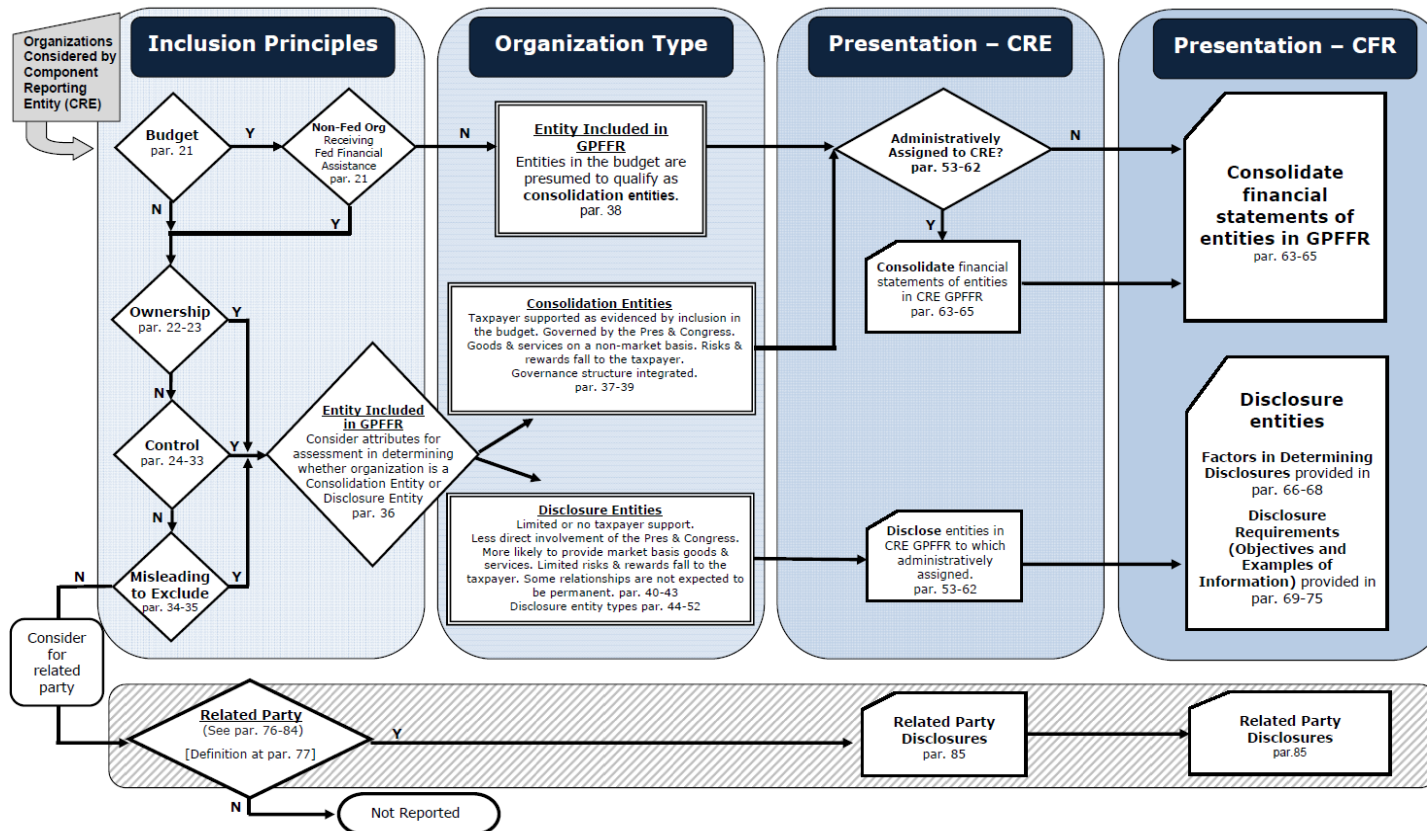 Organizations
Considered by
Component
Reporting
Entity (CRE)
Inclusion Principles
Organization Type
Presentation – CRE
Presentation – CFR
Budget
par. 21
Y
N
Non-Fed Org
Receiving
Fed Financial
Assistance
par. 21
N
Y
Entity Included in
GPFFR
Entities in the budget are
presumed to qualify as
consolidation entities.
par. 38
Administratively
Assigned to CRE?
par. 53-62
N
Y
Consolidate
financial
statements of
entities in GPFFR
par. 63-65
Consolidate financial
statements of entities
in CRE GPFFR
par. 63-65
Ownership
par. 22-23
Y
N
Control
par. 24-33
Y
N
Misleading
to Exclude
par. 34-35
Y
N
Entity Included
in GPFFR
Consider attributes for
assessment in determining
whether organization is a
Consolidation Entity or
Disclosure Entity
par. 36
Consolidation Entities
Taxpayer supported as evidenced by inclusion in
the budget. Governed by the Pres & Congress.
Goods & services on a non-market basis. Risks &
rewards fall to the taxpayer.
Governance structure integrated.
par. 37-39
Disclosure Entities
Limited or no taxpayer support.
Less direct involvement of the Pres & Congress.
More likely to provide market basis goods &
services. Limited risks & rewards fall to the
taxpayer. Some relationships are not expected to
be permanent. par. 40-43
Disclosure entity types par. 44-52
Disclose entities in
CRE GPFFR to which
administratively
assigned.
par. 53-62
Disclosure
entities
Factors in Determining
Disclosures provided in
par. 66-68
Disclosure
Requirements
(Objectives and
Examples of
Information) provided in
par. 69-75
Consider
for
related
party
Related Party
(See par. 76-84)
[Definition at par. 77]
Y
N
Not Reported
Related Party
Disclosures
par. 85
Related Party
Disclosures
par.85